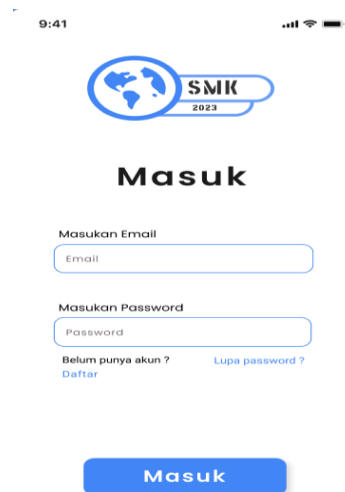 9:41
SMK
2023
Masuk
Masukan Email
Email
Masukan Password
Password
Belum punya akun ? Lupa password ?
Daftar
Masuk